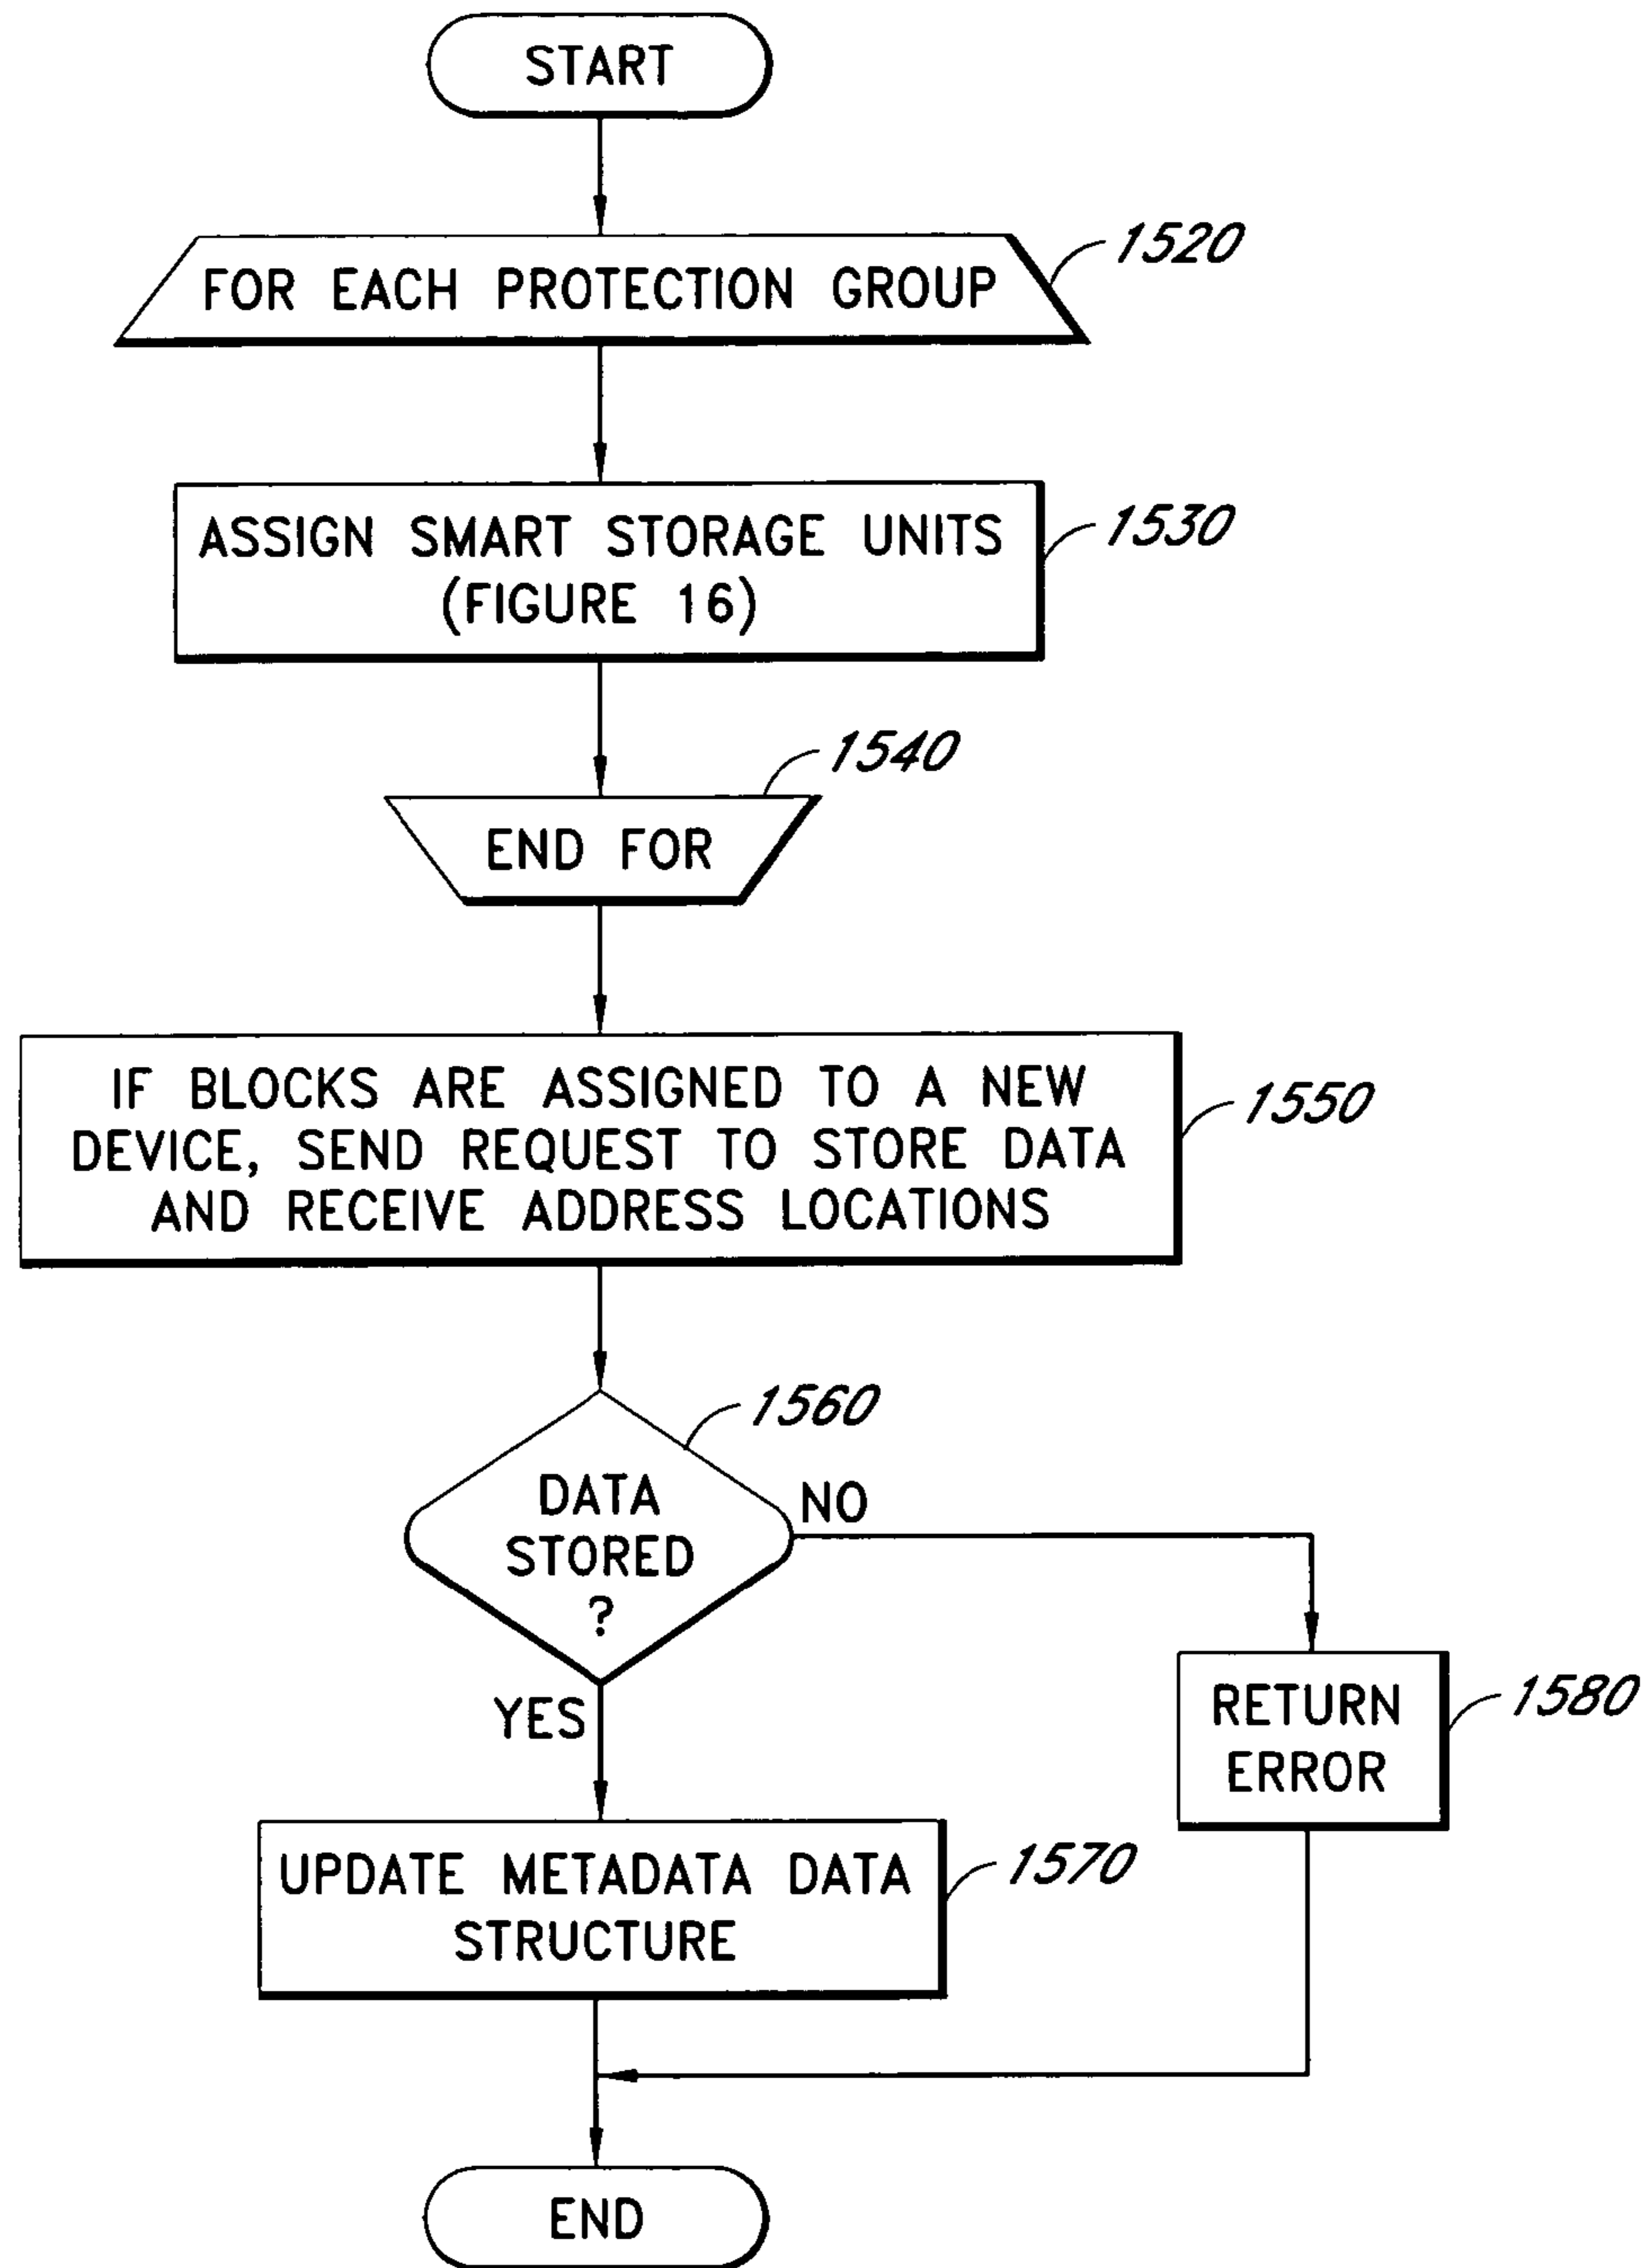 START
FOR EACH PROTECTION GROUP
1520
ASSIGN SMART STORAGE UNITS
(FIGURE 16)
1530
1540
END FOR
IF BLOCKS ARE ASSIGNED TO A NEW
DEVICE, SEND REQUEST TO STORE DATA
AND RECEIVE ADDRESS LOCATIONS
1550
1560
DATA
STORED
?
NO
YES
RETURN
ERROR
1580
UPDATE METADATA DATA
STRUCTURE
1570
END